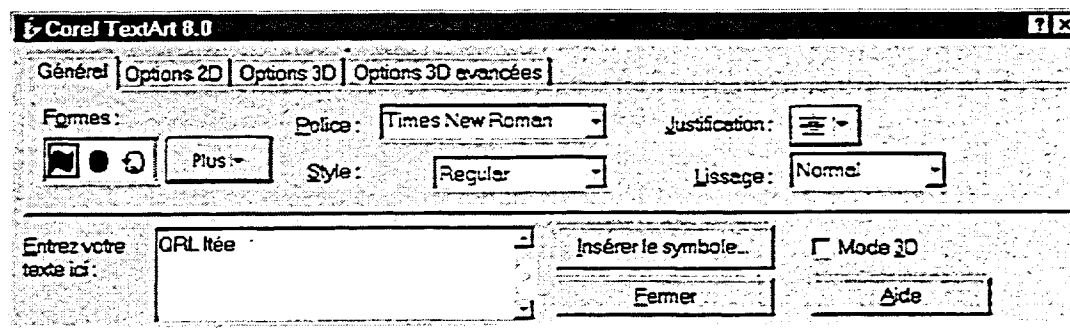 Corel TextArt 8.0
Général Options 2D Options 3D Options 3D avancées
Formes : Police : Times New Roman Justification :
Plus Style : Regular Lissage : Normal
Entrez votre texte ici : QRL ltée Insérer le symbole... Mode 3D
Fermer Aide